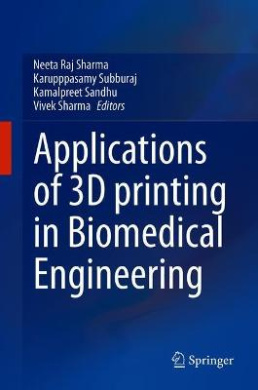 Neeta Raj Sharma
Karupppasamy Subburaj
Kamalpreet Sandhu
Vivek Sharma Editors
Applications
of 3D printing
in Biomedical
Engineering
Springer